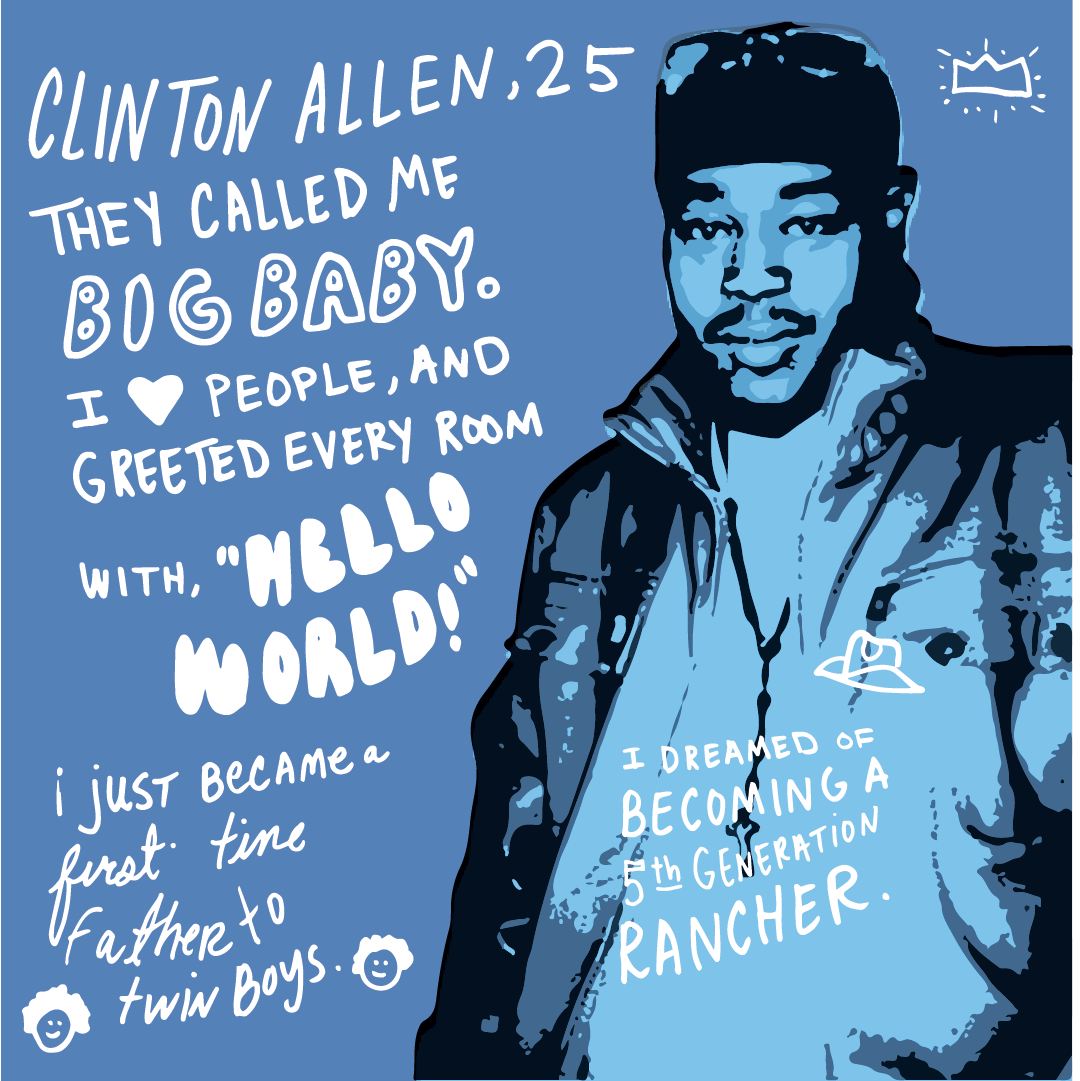 CLINTON ALLEN, 25
THEY CALLED ME
BIG BABY.
I ♥ PEOPLE, AND
GREETED EVERY ROOM
WITH, "HELLO
WORLD!"
i just became a
first time
Father to
twin Boys.
I DREAMED OF
BECOMING A
5th GENERATION
RANCHER.